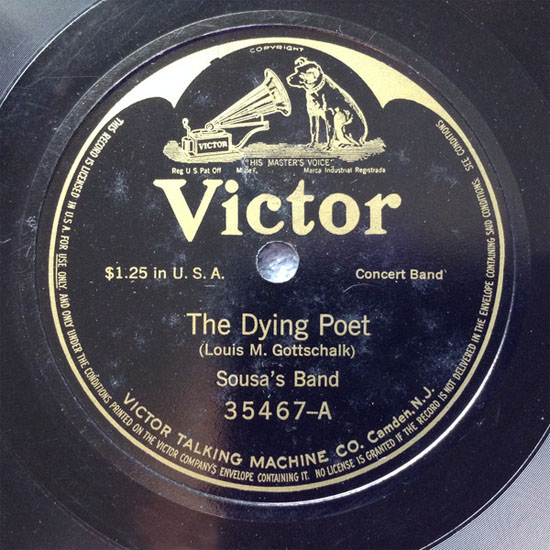 COPYRIGHT
VICTOR
"HIS MASTER'S VOICE"
Reg U S Pat Off M de F. Marca Industrial Registrada
Victor
$1.25 in U. S. A. Concert Band
The Dying Poet
(Louis M. Gottschalk)
Sousa's Band
35467-A
VICTOR TALKING MACHINE CO. Camden, N.J.
THIS RECORD IS LICENSED IN U.S.A. FOR USE ONLY AND ONLY UNDER THE CONDITIONS PRINTED ON THE VICTOR COMPANY'S ENVELOPE CONTAINING IT. NO LICENSE IS GRANTED IF THE RECORD IS NOT DELIVERED IN THE ENVELOPE CONTAINING SAID CONDITIONS. SEE CONDITIONS